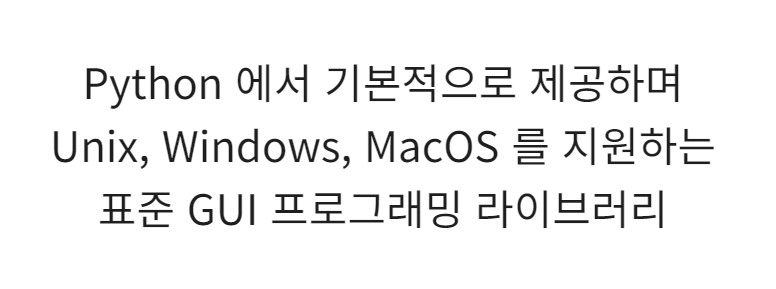 Python 에서 기본적으로 제공하며
Unix, Windows, MacOS 를 지원하는
표준 GUI 프로그래밍 라이브러리